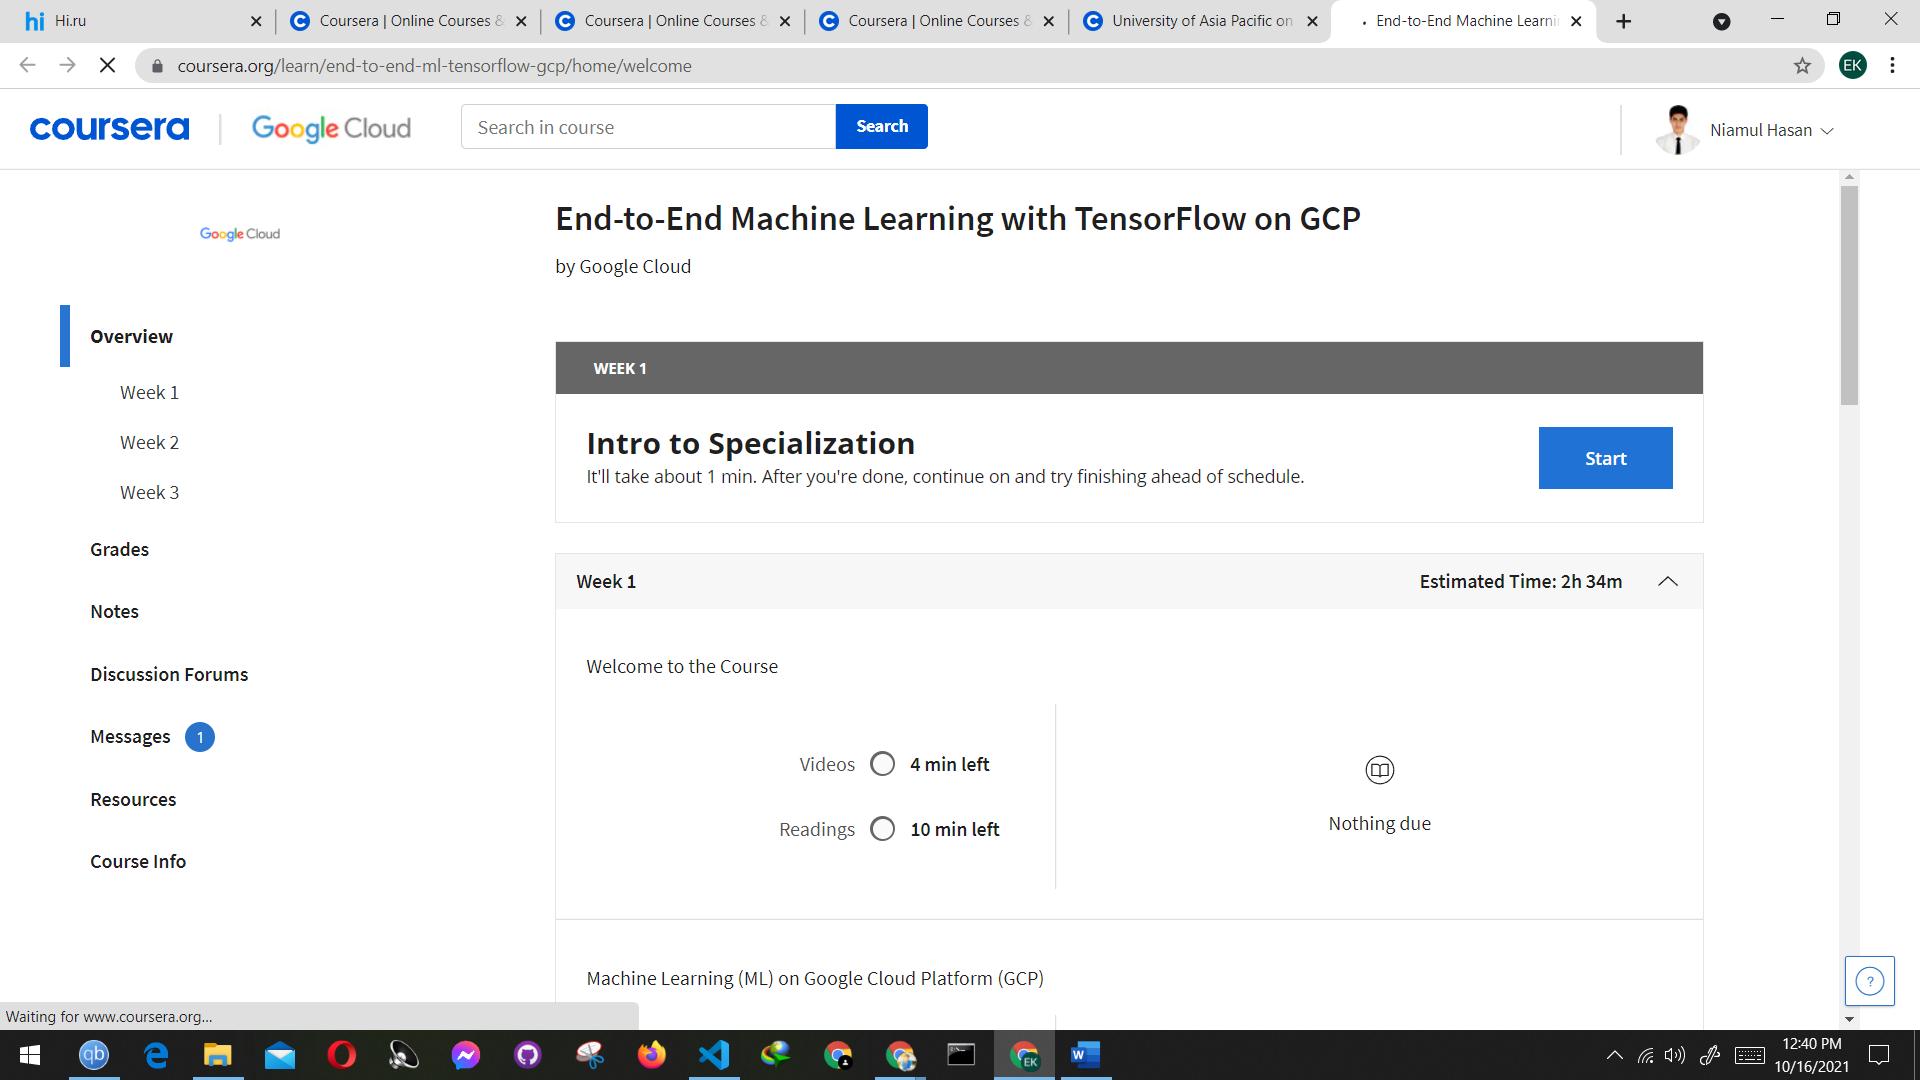 Hi.ru
Coursera | Online Courses &
Coursera | Online Courses &
Coursera | Online Courses &
University of Asia Pacific on
End-to-End Machine Learnin
coursera.org/learn/end-to-end-ml-tensorflow-gcp/home/welcome
EK
coursera
Google Cloud
Search in course
Search
Niamul Hasan
Google Cloud
Overview
Week 1
Week 2
Week 3
Grades
Notes
Discussion Forums
Messages 1
Resources
Course Info
End-to-End Machine Learning with TensorFlow on GCP
by Google Cloud
WEEK 1
Intro to Specialization
It'll take about 1 min. After you're done, continue on and try finishing ahead of schedule.
Start
Week 1
Estimated Time: 2h 34m
Welcome to the Course
Videos 4 min left
Readings 10 min left
Nothing due
Machine Learning (ML) on Google Cloud Platform (GCP)
?
Waiting for www.coursera.org...
12:40 PM
10/16/2021